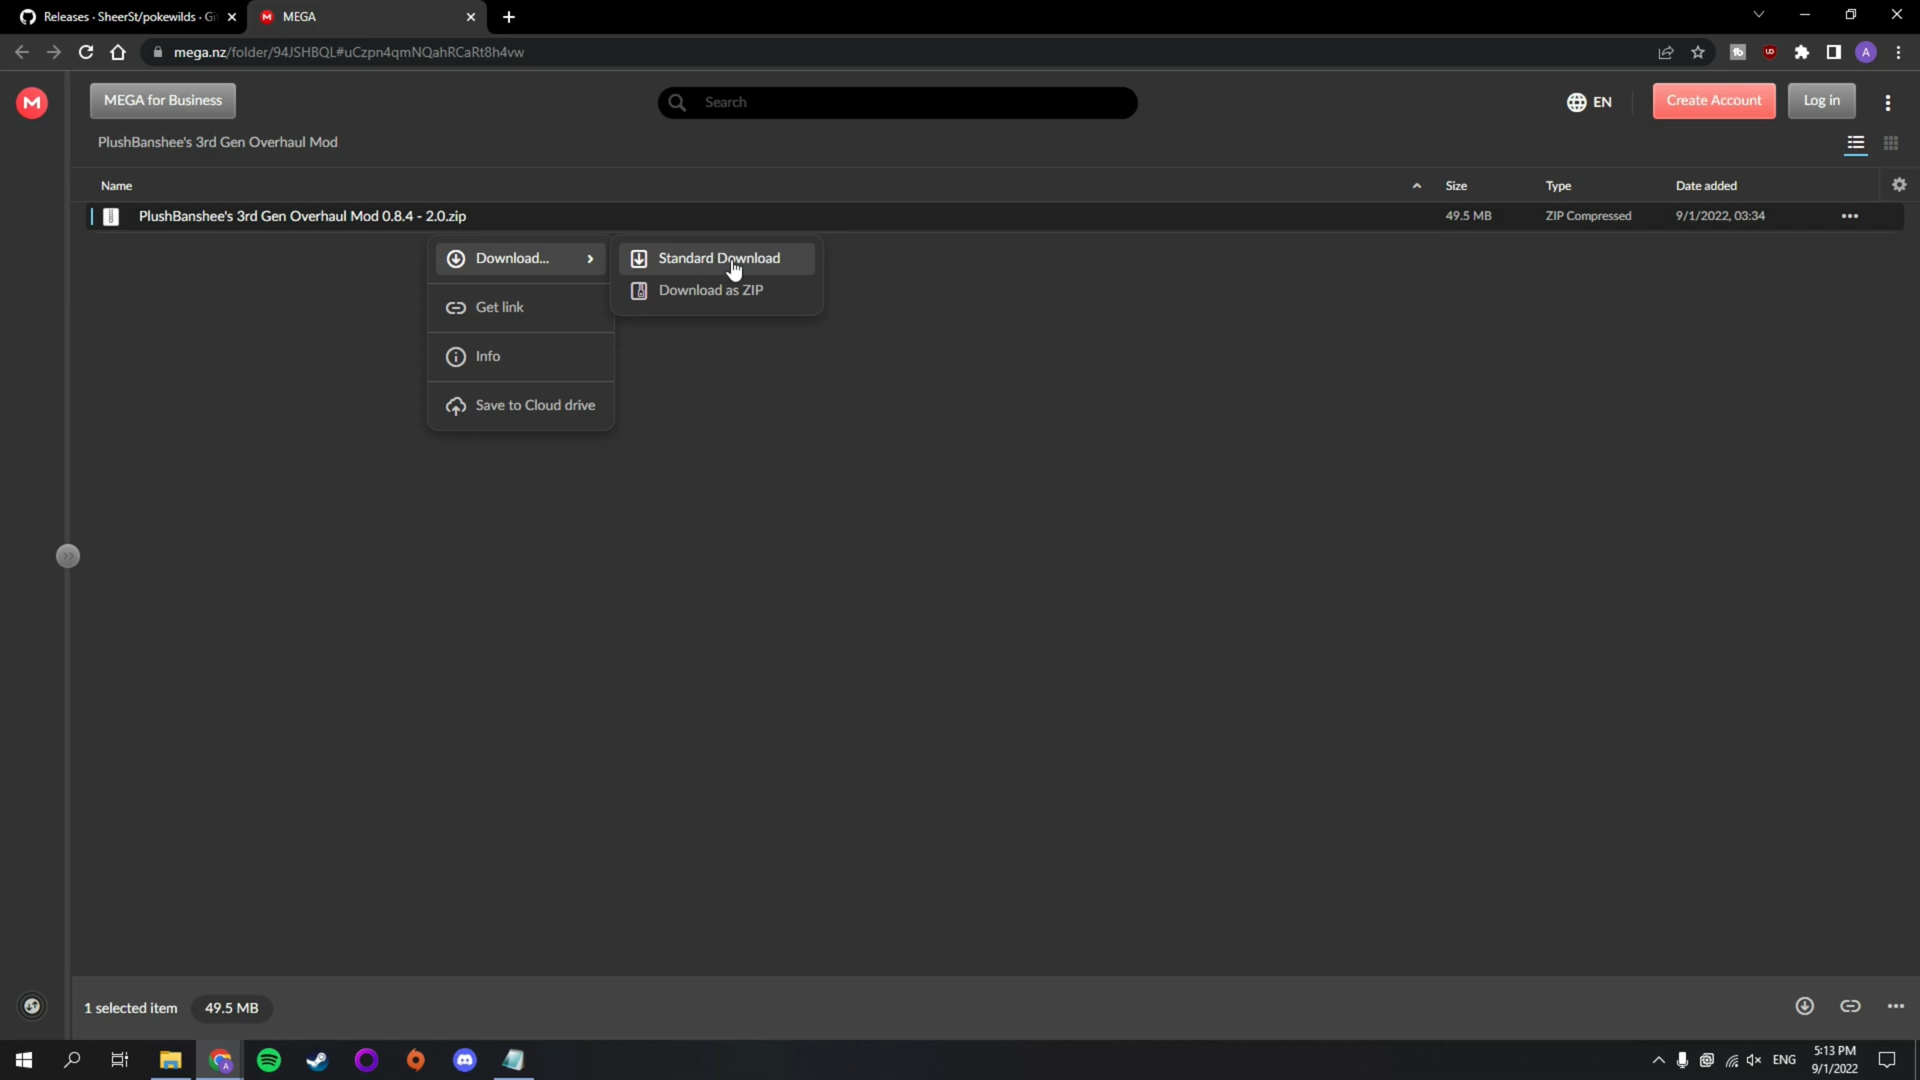 Releases · SheerSt/pokewilds · Gi
MEGA
mega.nz/folder/94JSHBQL#uCzpn4qmNQahRCaRt8h4vw
MEGA for Business
Search
EN
Create Account
Log in
PlushBanshee's 3rd Gen Overhaul Mod
Name
Size
Type
Date added
PlushBanshee's 3rd Gen Overhaul Mod 0.8.4 - 2.0.zip
49.5 MB
ZIP Compressed
9/1/2022, 03:34
Download...
Standard Download
Download as ZIP
Get link
Info
Save to Cloud drive
1 selected item
49.5 MB
ENG
5:13 PM
9/1/2022